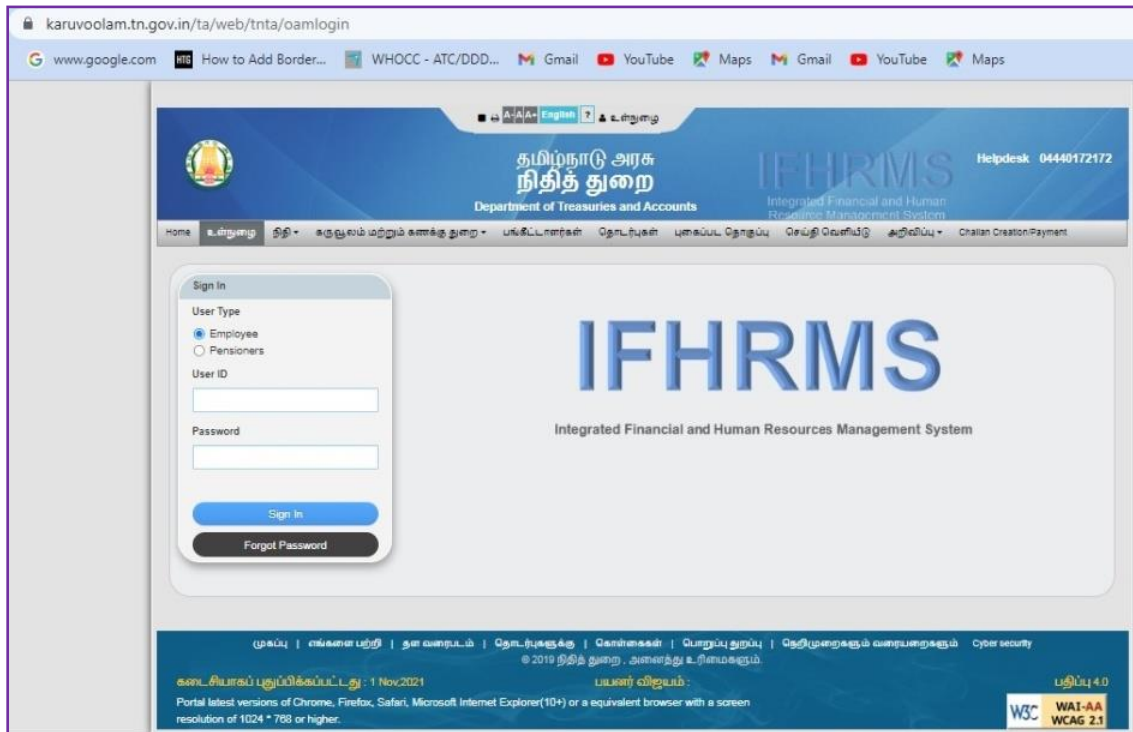 karuvoolam.tn.gov.in/ta/web/tnta/oamlogin
www.google.com HTG How to Add Border... WHOCC - ATC/DDD... Gmail YouTube Maps Gmail YouTube Maps
A- A A+ English ? உள்நுழை
தமிழ்நாடு அரசு
நிதித் துறை
Department of Treasuries and Accounts
IFHRMS
Integrated Financial and Human
Resource Management System
Helpdesk 04440172172
Home உள்நுழை நிதி கருவூலம் மற்றும் கணக்கு துறை பங்கீட்டாளர்கள் தொடர்புகள் புகைப்பட தொகுப்பு செய்தி வெளியீடு அறிவிப்பு Challan Creation/Payment
Sign In
User Type
Employee
Pensioners
User ID
Password
Sign In
Forgot Password
IFHRMS
Integrated Financial and Human Resources Management System
முகப்பு | எங்களை பற்றி | தள வரைபடம் | தொடர்புகளுக்கு | கொள்கைகள் | பொறுப்பு துறப்பு | நெறிமுறைகளும் வரையறைகளும் Cyber security
© 2019 நிதித் துறை . அனைத்து உரிமைகளும்.
கடைசியாகப் புதுப்பிக்கப்பட்டது : 1 Nov,2021
பயனர் விஜயம் :
பதிப்பு 4.0
Portal latest versions of Chrome, Firefox, Safari, Microsoft Internet Explorer(10+) or a equivalent browser with a screen
resolution of 1024 * 768 or higher.
W3C WAI-AA
WCAG 2.1